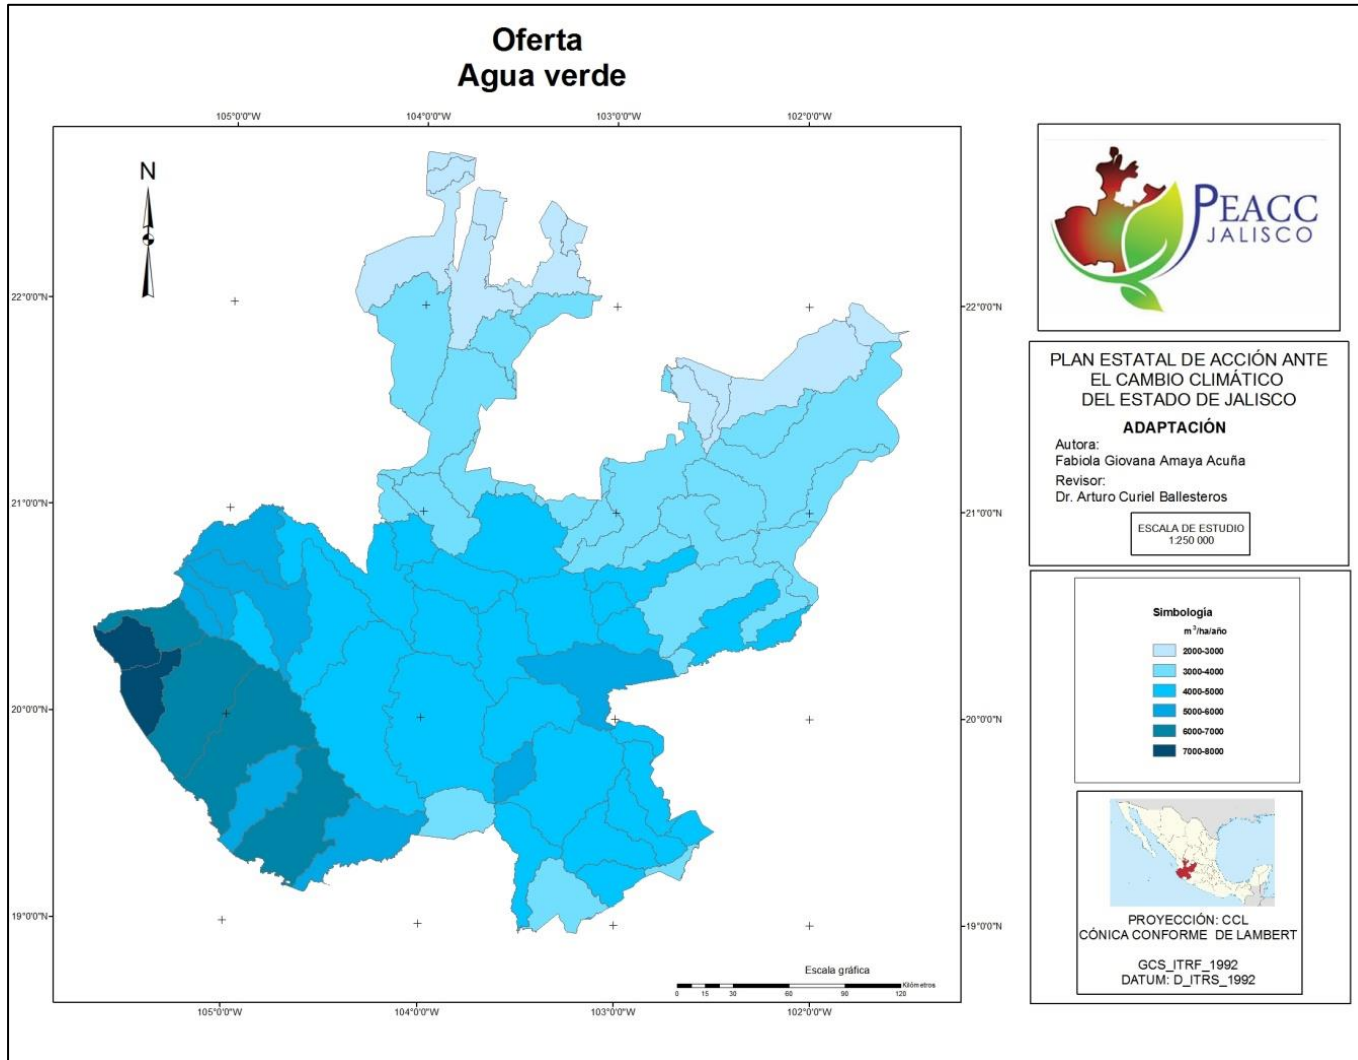 Oferta
Agua verde
105°0'0"W 104°0'0"W 103°0'0"W 102°0'0"W
N
22°0'0"N
22°0'0"N
21°0'0"N
21°0'0"N
20°0'0"N
20°0'0"N
19°0'0"N
19°0'0"N
Escala gráfica
0 15 30 60 90 120 Kilómetros
105°0'0"W 104°0'0"W 103°0'0"W 102°0'0"W
PEACC
JALISCO
PLAN ESTATAL DE ACCIÓN ANTE
EL CAMBIO CLIMÁTICO
DEL ESTADO DE JALISCO
ADAPTACIÓN
Autora:
Fabiola Giovana Amaya Acuña
Revisor:
Dr. Arturo Curiel Ballesteros
ESCALA DE ESTUDIO
1:250 000
Simbología
m³/ha/año
2000-3000
3000-4000
4000-5000
5000-6000
6000-7000
7000-8000
PROYECCIÓN: CCL
CÓNICA CONFORME DE LAMBERT
GCS_ITRF_1992
DATUM: D_ITRS_1992